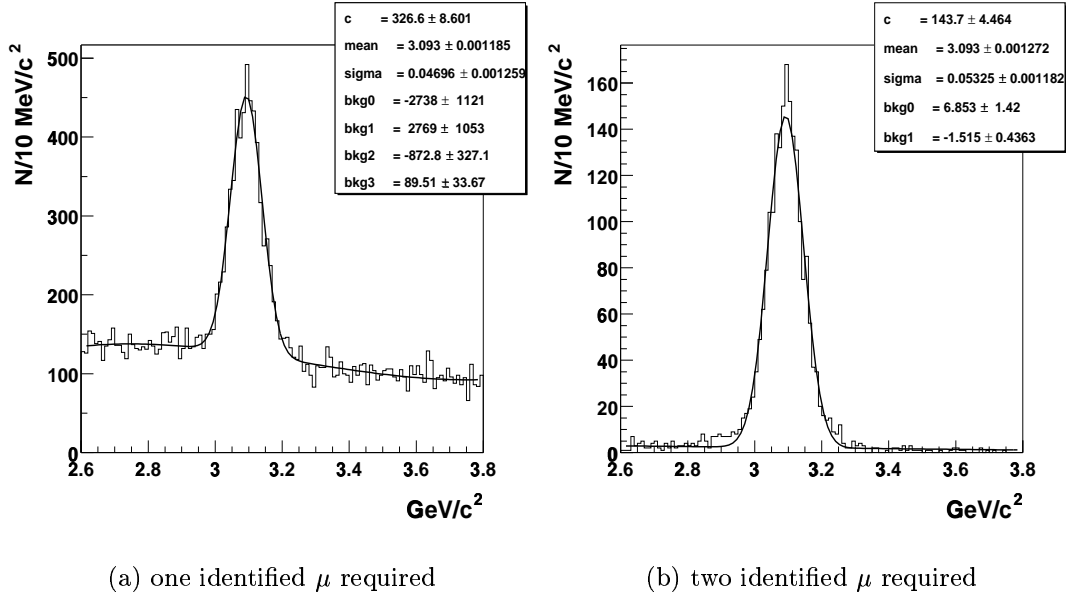 c = 326.6 ± 8.601
mean = 3.093 ± 0.001185
sigma = 0.04696 ± 0.001259
bkg0 = -2738 ± 1121
bkg1 = 2769 ± 1053
bkg2 = -872.8 ± 327.1
bkg3 = 89.51 ± 33.67
N/10 MeV/c²
500
400
300
200
100
0
2.6 2.8 3 3.2 3.4 3.6 3.8
GeV/c²
(a) one identified μ required
c = 143.7 ± 4.464
mean = 3.093 ± 0.001272
sigma = 0.05325 ± 0.001182
bkg0 = 6.853 ± 1.42
bkg1 = -1.515 ± 0.4363
N/10 MeV/c²
160
140
120
100
80
60
40
20
0
2.6 2.8 3 3.2 3.4 3.6 3.8
GeV/c²
(b) two identified μ required